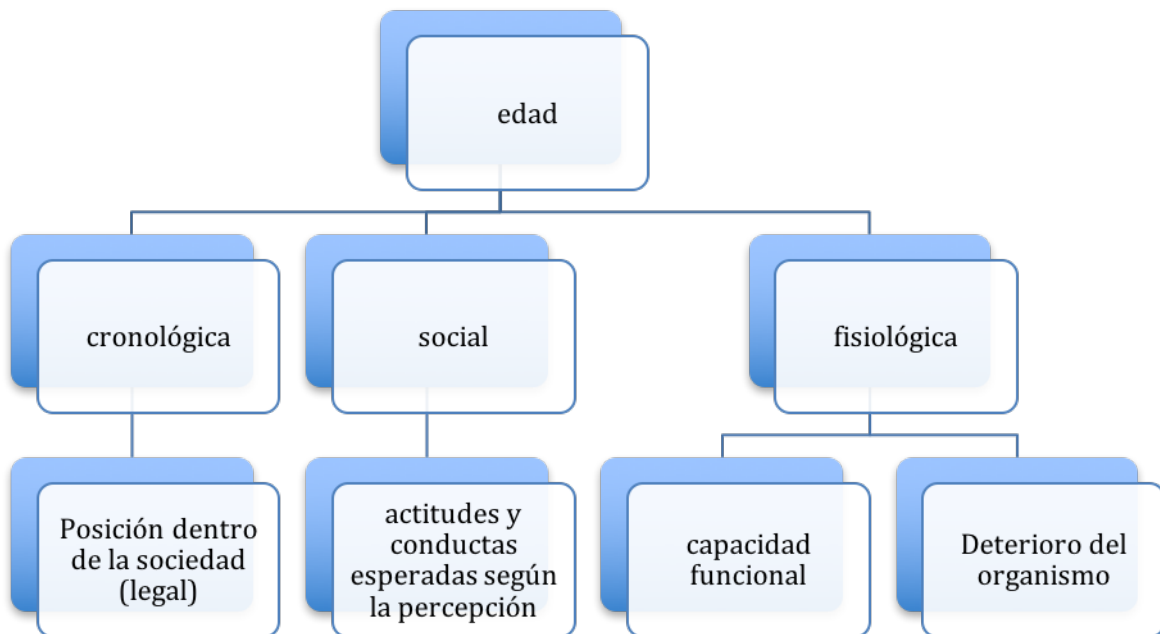 edad
cronológica
social
fisiológica
Posición dentro
de la sociedad
(legal)
actitudes y
conductas
esperadas según
la percepción
capacidad
funcional
Deterioro del
organismo